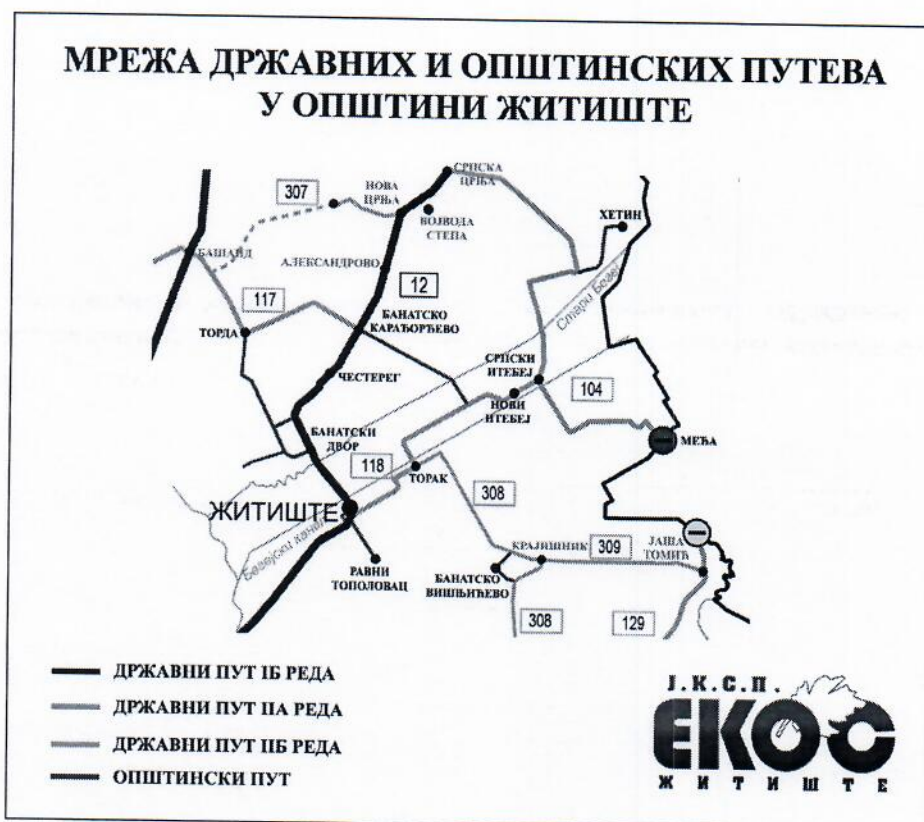 МРЕЖА ДРЖАВНИХ И ОПШТИНСКИХ ПУТЕВА
У ОПШТИНИ ЖИТИШТЕ
СРПСКА
ЦРЊА
307
НОВА
ЦРЊА
ВОЈВОДА
СТЕПА
ХЕТИН
БАШАИД
АЛЕКСАНДРОВО
Стари Бегеј
12
117
ТОРДА
БАНАТСКО
КАРАЂОРЂЕВО
СРПСКИ
ИТЕБЕЈ
ЧЕСТЕРЕГ
104
НОВИ
ИТЕБЕЈ
БАНАТСКИ
ДВОР
МЕЂА
118
ТОРАК
308
ЖИТИШТЕ
Бегејски канал
КРАЈИШНИК
309
ЈАША
ТОМИЋ
РАВНИ
ТОПОЛОВАЦ
БАНАТСКО
ВИШЊИЋЕВО
308
129
ДРЖАВНИ ПУТ IБ РЕДА
ДРЖАВНИ ПУТ IIА РЕДА
ДРЖАВНИ ПУТ IIБ РЕДА
ОПШТИНСКИ ПУТ
Ј.К.С.П.
ЕКОС
ЖИТИШТЕ